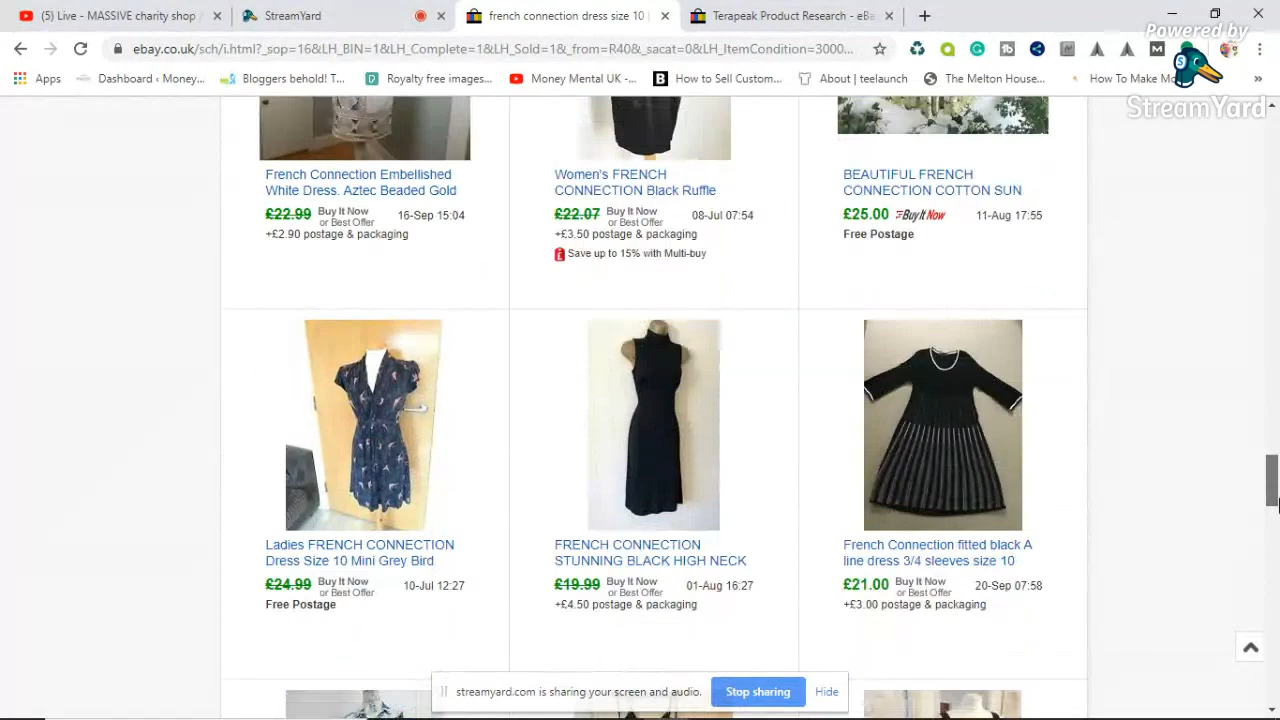 (5) Live - MASSIVE charity shop
StreamYard
french connection dress size 10
Terapeak Product Research - eBa
Powered by
StreamYard
ebay.co.uk/sch/i.html?_sop=16&LH_BIN=1&LH_Complete=1&LH_Sold=1&_from=R40&_sacat=0&LH_ItemCondition=3000...
Apps
Dashboard ‹ Money...
Bloggers behold! T...
Royalty free images...
Money Mental UK -...
How to Sell Custom...
About | teelaunch
The Melton House...
How To Make Mo
French Connection Embellished
White Dress. Aztec Beaded Gold
£22.99 Buy It Now
or Best Offer
16-Sep 15:04
+£2.90 postage & packaging
Women's FRENCH
CONNECTION Black Ruffle
£22.07 Buy It Now
or Best Offer
08-Jul 07:54
+£3.50 postage & packaging
Save up to 15% with Multi-buy
BEAUTIFUL FRENCH
CONNECTION COTTON SUN
£25.00 Buy It Now 11-Aug 17:55
Free Postage
Ladies FRENCH CONNECTION
Dress Size 10 Mini Grey Bird
£24.99 Buy It Now
or Best Offer
10-Jul 12:27
Free Postage
FRENCH CONNECTION
STUNNING BLACK HIGH NECK
£19.99 Buy It Now
or Best Offer
01-Aug 16:27
+£4.50 postage & packaging
French Connection fitted black A
line dress 3/4 sleeves size 10
£21.00 Buy It Now
or Best Offer
20-Sep 07:58
+£3.00 postage & packaging
streamyard.com is sharing your screen and audio.
Stop sharing
Hide